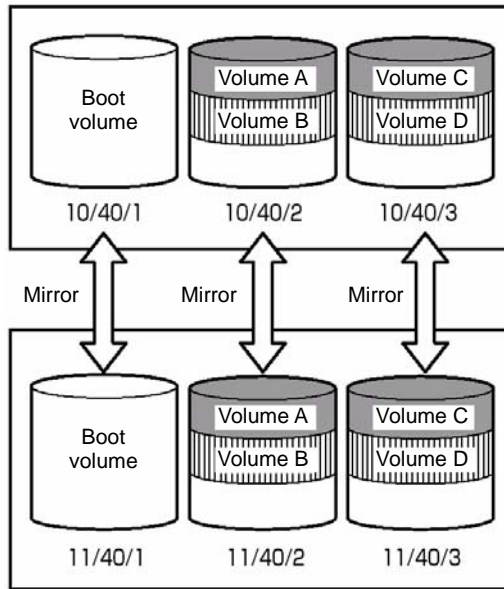 Boot
volume
Volume A
Volume B
Volume C
Volume D
10/40/1
10/40/2
10/40/3
Mirror
Mirror
Mirror
Boot
volume
Volume A
Volume B
Volume C
Volume D
11/40/1
11/40/2
11/40/3